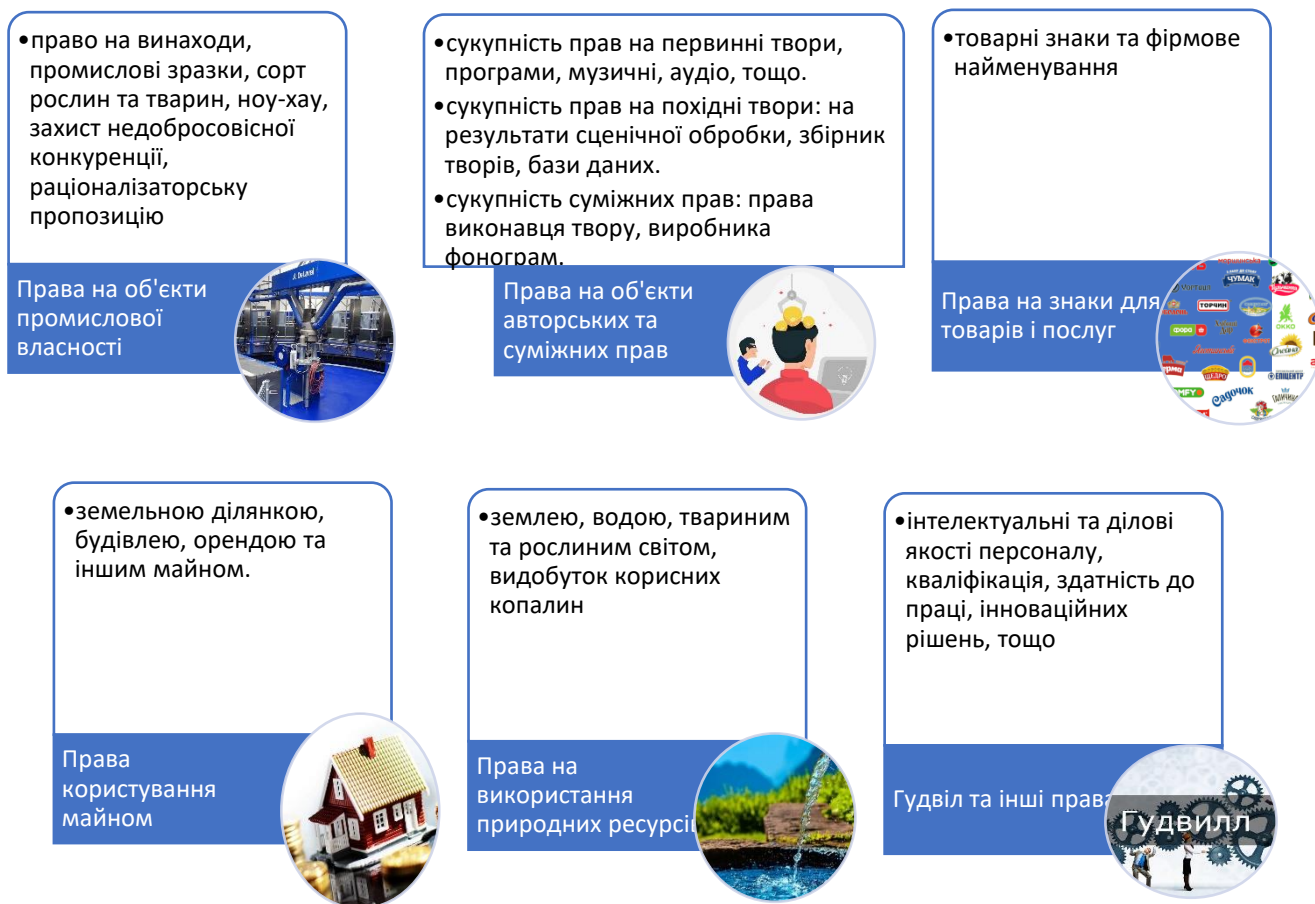 •право на винаходи,
промислові зразки, сорт
рослин та тварин, ноу-хау,
захист недобросовісної
конкуренції,
раціоналізаторську
пропозицію
Права на об'єкти
промислової
власності
•сукупність прав на первинні твори,
програми, музичні, аудіо, тощо.
•сукупність прав на похідні твори: на
результати сценічної обробки, збірник
творів, бази даних.
•сукупність суміжних прав: права
виконавця твору, виробника
фонограм.
Права на об'єкти
авторських та
суміжних прав
•товарні знаки та фірмове
найменування
Права на знаки для
товарів і послуг
ЧУМАК
ТОРЧИН
фора
ОККО
ЩЕДРО
ЕПІЦЕНТР
MFY
Садочок
•земельною ділянкою,
будівлею, орендою та
іншим майном.
Права
користування
майном
•землею, водою, твариним
та рослиним світом,
видобуток корисних
копалин
Права на
використання
природних ресурсі
•інтелектуальні та ділові
якості персоналу,
кваліфікація, здатність до
праці, інноваційних
рішень, тощо
Гудвіл та інші права
Гудвилл